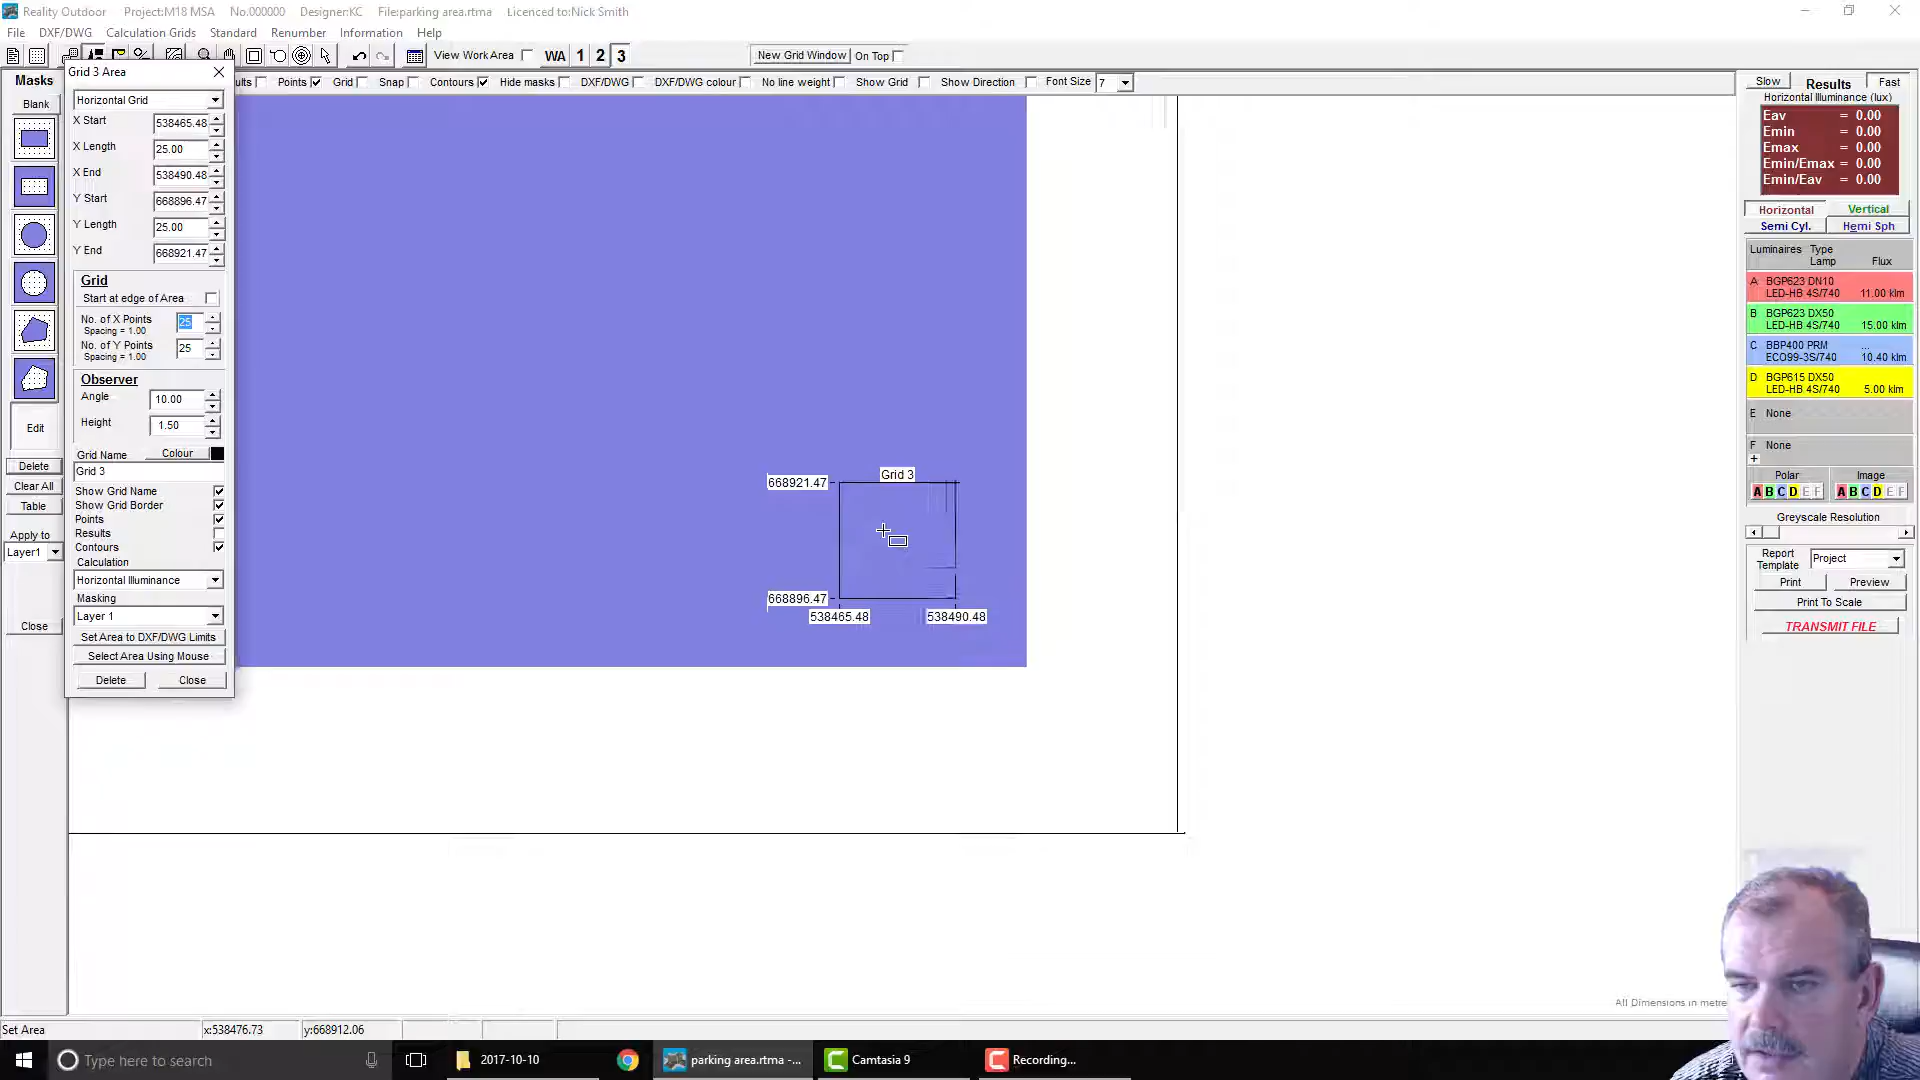 Reality Outdoor Project:M18 MSA No.000000 Designer:KC File:parking area.rtma Licenced to:Nick Smith
File DXF/DWG Calculation Grids Standard Renumber Information Help
View Work Area WA 1 2 3 New Grid Window On Top
Points Grid Snap Contours Hide masks DXF/DWG DXF/DWG colour No line weight Show Grid Show Direction Font Size 7
Masks
Blank
Edit
Delete
Clear All
Table
Apply to
Layer1
Close
Grid 3 Area
Horizontal Grid
X Start 538465.48
X Length 25.00
X End 538490.48
Y Start 668896.47
Y Length 25.00
Y End 668921.47
Grid
Start at edge of Area
No. of X Points 25
Spacing = 1.00
No. of Y Points 25
Spacing = 1.00
Observer
Angle 10.00
Height 1.50
Grid Name Colour
Grid 3
Show Grid Name
Show Grid Border
Points
Results
Contours
Calculation
Horizontal Illuminance
Masking
Layer 1
Set Area to DXF/DWG Limits
Select Area Using Mouse
Delete Close
Grid 3
668921.47
668896.47
538465.48 538490.48
Slow Results Fast
Horizontal Illuminance (lux)
Eav = 0.00
Emin = 0.00
Emax = 0.00
Emin/Emax = 0.00
Emin/Eav = 0.00
Horizontal Vertical
Semi Cyl. Hemi Sph
Luminaires Type
Lamp Flux
A BGP623 DN10
LED-HB 4S/740 11.00 klm
B BGP623 DX50
LED-HB 4S/740 15.00 klm
C BBP400 PRM ...
ECO99-3S/740 10.40 klm
D BGP615 DX50
LED-HB 4S/740 5.00 klm
E None
F None
+
Polar Image
A B C D E F A B C D E F
Greyscale Resolution
Report
Template Project
Print Preview
Print To Scale
TRANSMIT FILE
All Dimensions in metre
Set Area x:538476.73 y:668912.06
Type here to search 2017-10-10 parking area.rtma -... Camtasia 9 Recording...